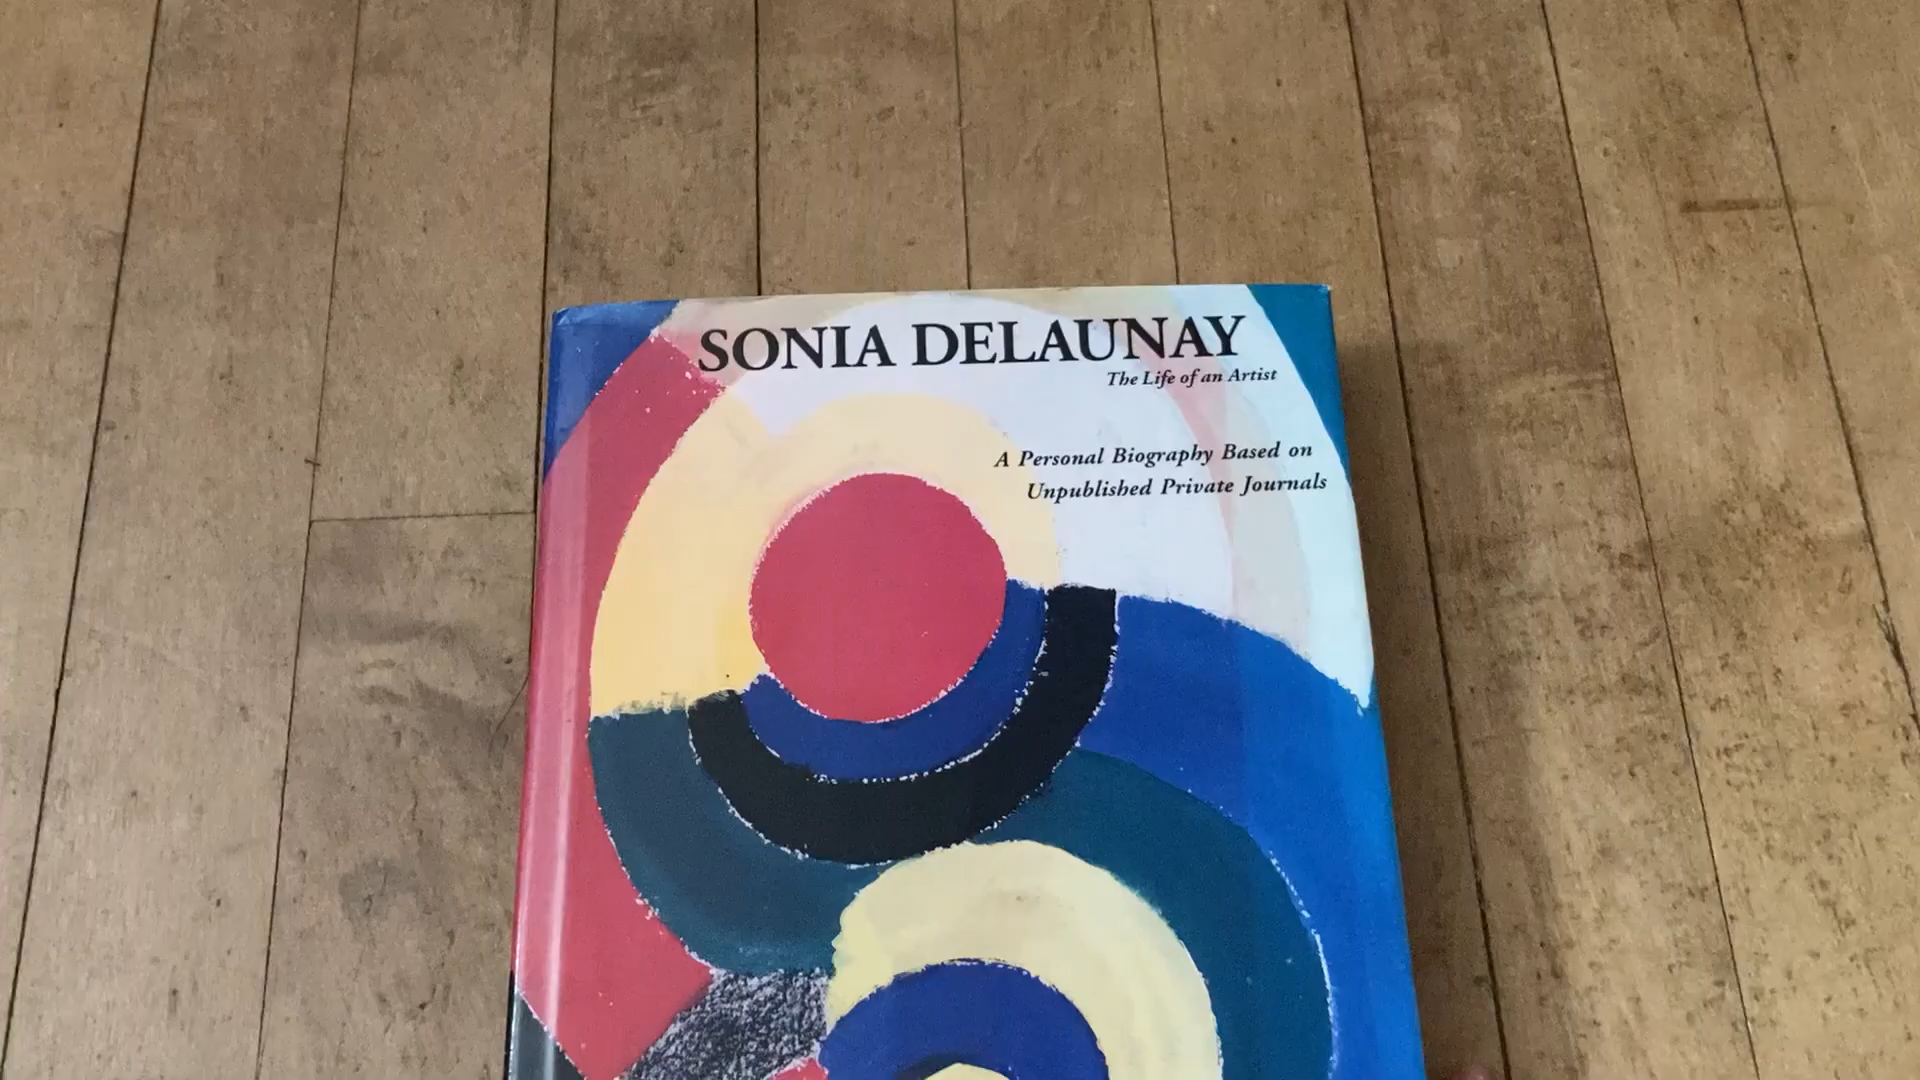 SONIA DELAUNAY
The Life of an Artist
A Personal Biography Based on
Unpublished Private Journals